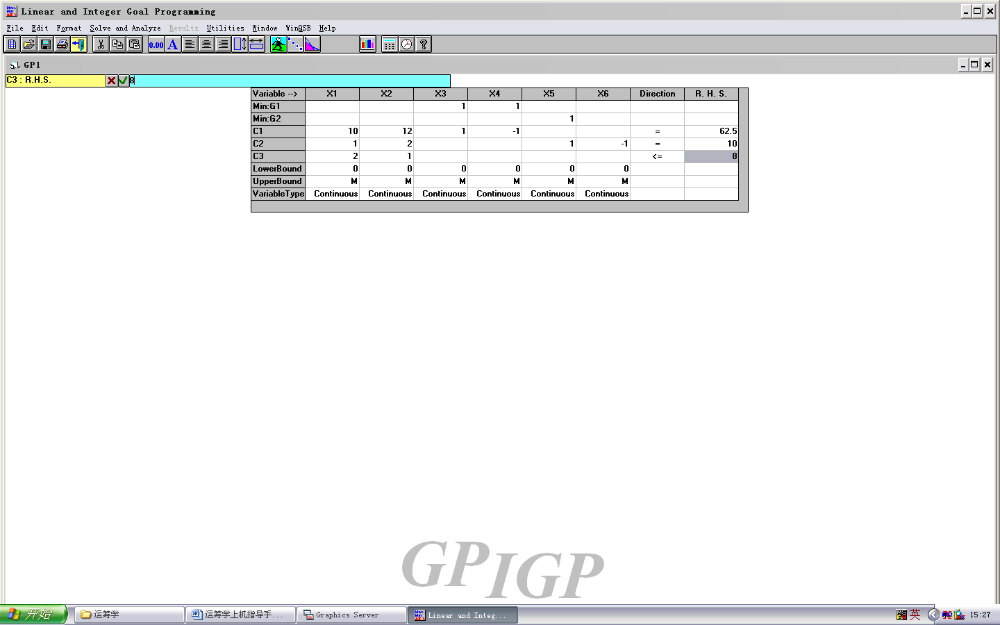 Linear and Integer Goal Programming
File Edit Format Solve and Analyze Results Utilities Window WinQSB Help
0.00 A
GP1
C3 : R.H.S. 8
Variable --> X1 X2 X3 X4 X5 X6 Direction R. H. S.
Min:G1 1 1
Min:G2 1
C1 10 12 1 -1 = 62.5
C2 1 2 1 -1 = 10
C3 2 1 <= 8
LowerBound 0 0 0 0 0 0
UpperBound M M M M M M
VariableType Continuous Continuous Continuous Continuous Continuous Continuous
GP IGP
开始 运筹学 运筹学上机指导手... Graphics Server Linear and Integ... 英 15:27